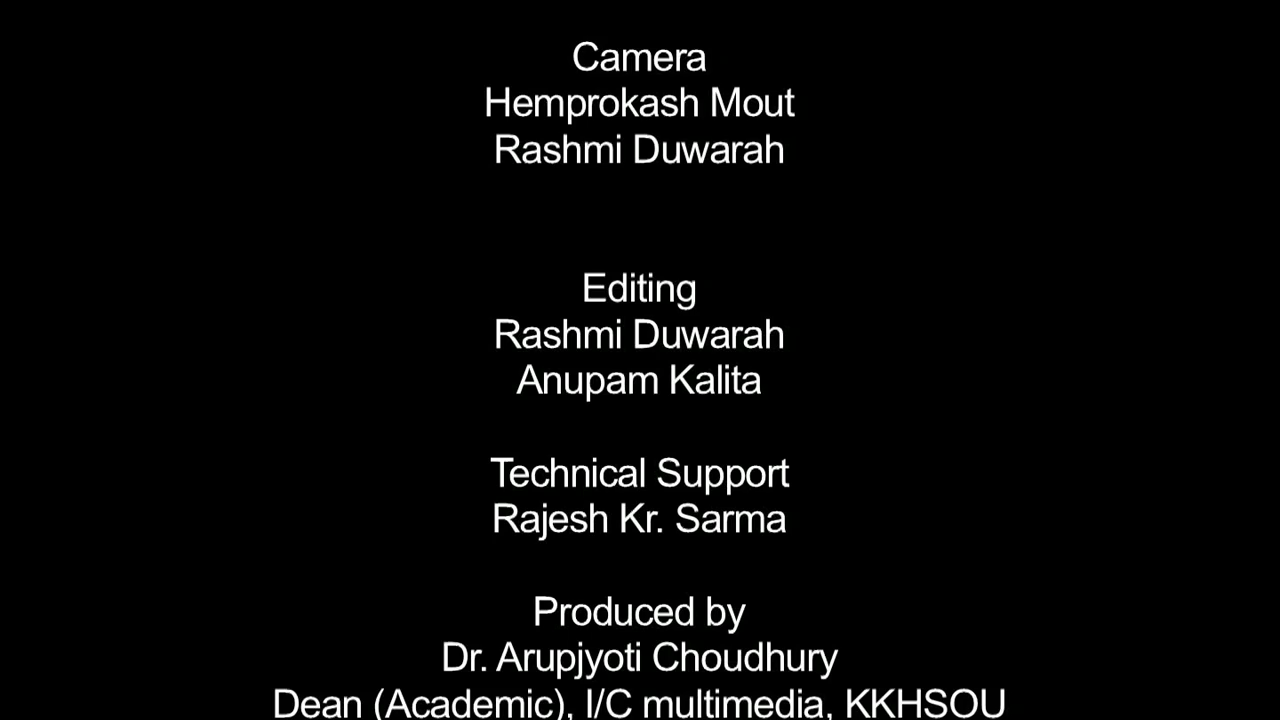 Camera
Hemprokash Mout
Rashmi Duwarah
Editing
Rashmi Duwarah
Anupam Kalita
Technical Support
Rajesh Kr. Sarma
Produced by
Dr. Arupjyoti Choudhury
Dean (Academic), I/C multimedia, KKHSOU